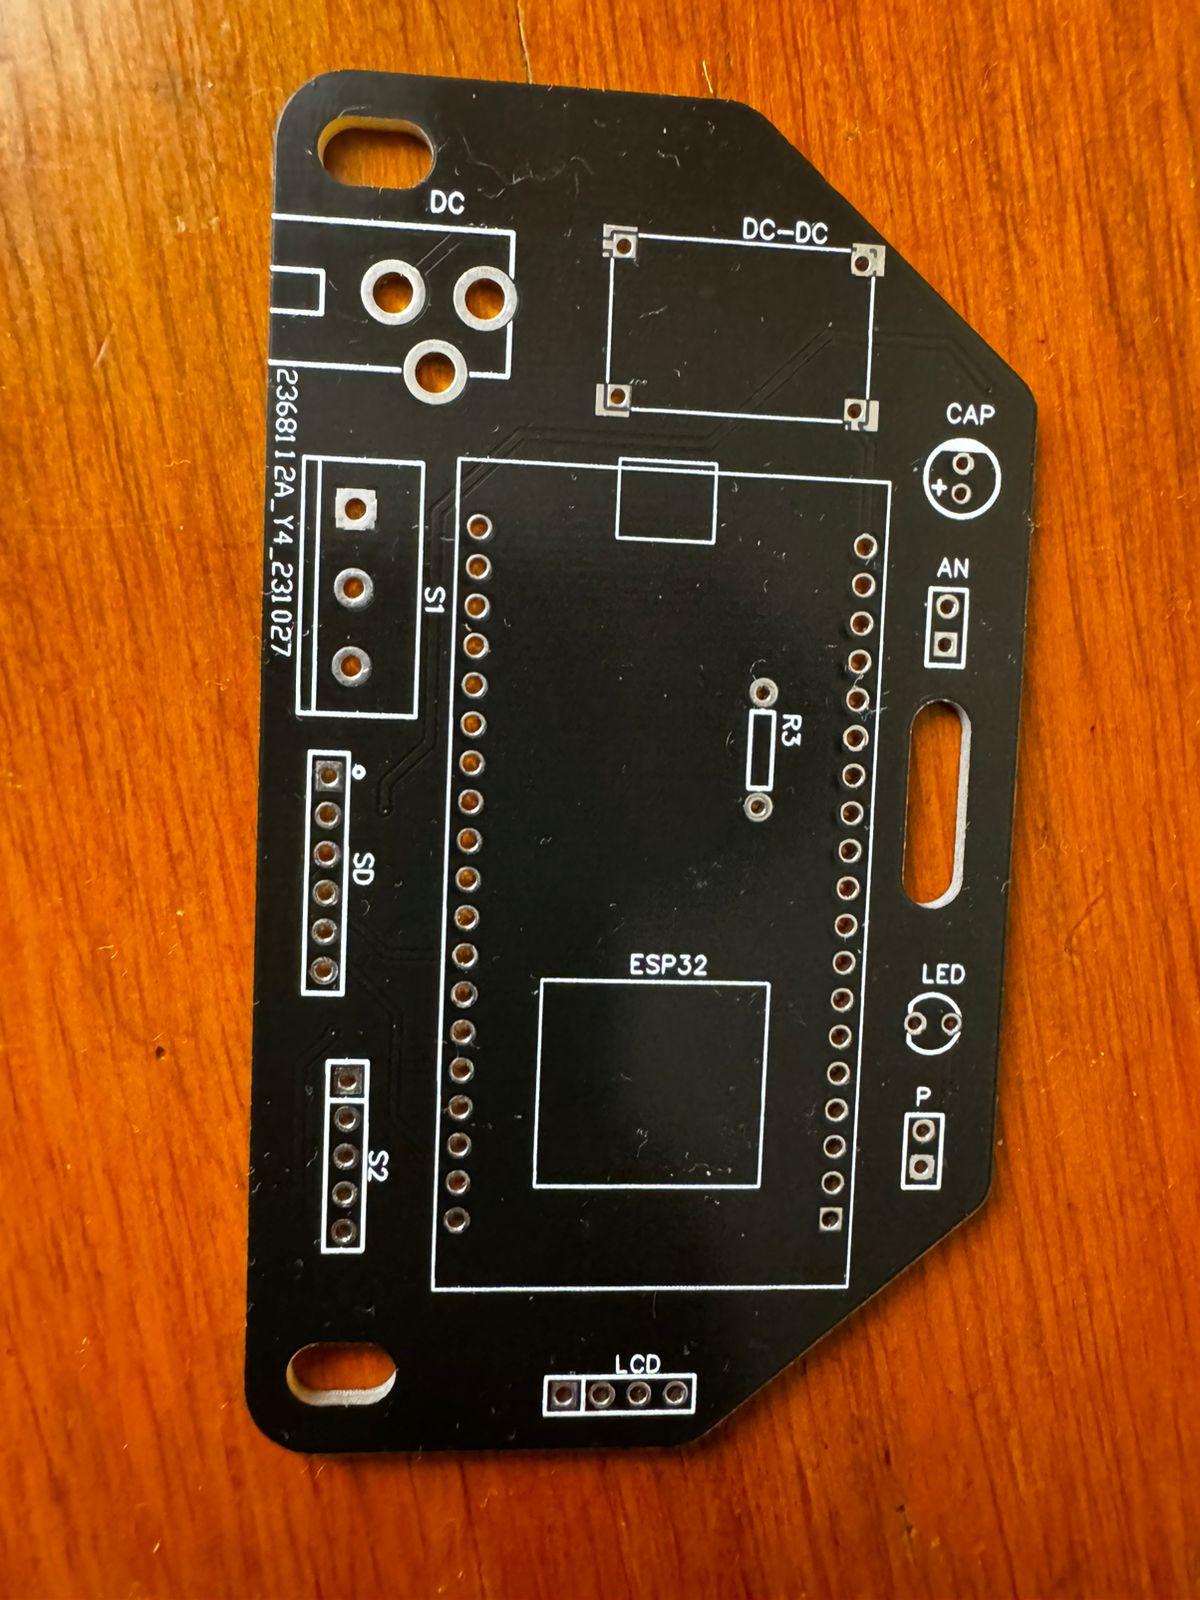 CAP
+
AN
LED
P
DC-DC
R3
ESP32
LCD
DC
S1
SD
S2
2368112A_Y4_231027